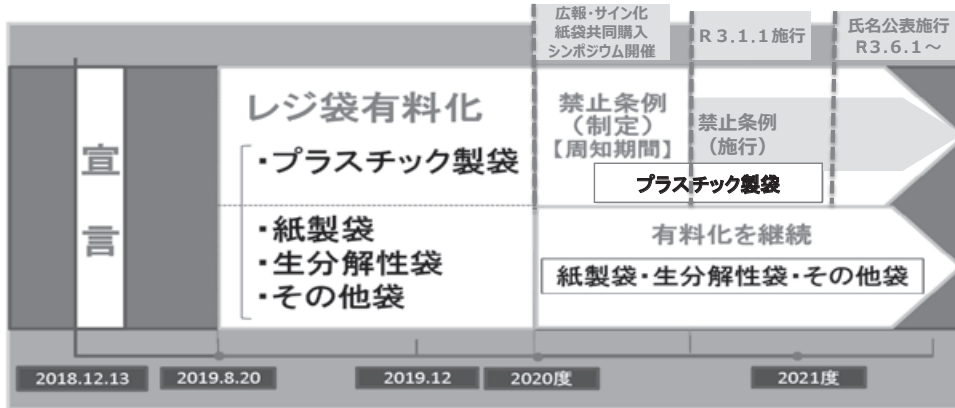 広報・サイン化
紙袋共同購入
シンポジウム開催
R3.1.1施行
氏名公表施行
R3.6.1～
宣言
レジ袋有料化
・プラスチック製袋
・紙製袋
・生分解性袋
・その他袋
禁止条例
（制定）
【周知期間】
禁止条例
（施行）
プラスチック製袋
有料化を継続
紙製袋・生分解性袋・その他袋
2018.12.13
2019.8.20
2019.12
2020度
2021度